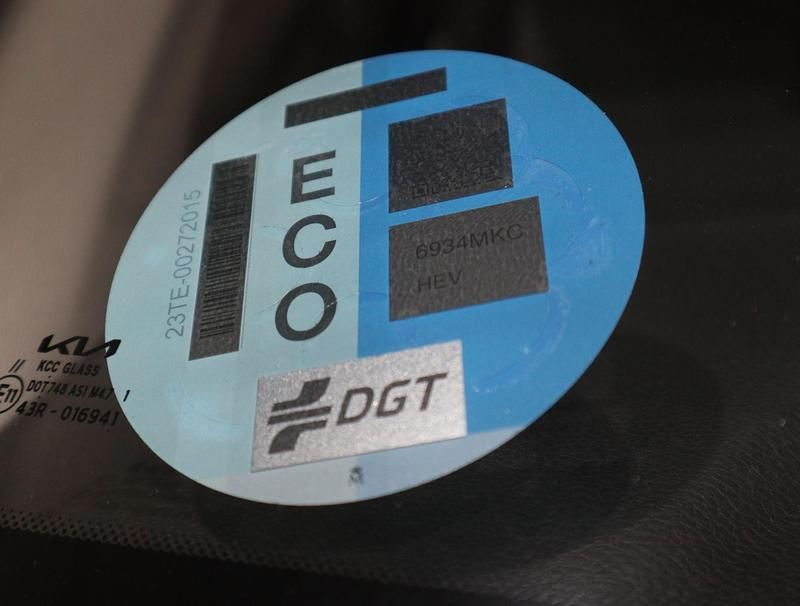 ECO
23TE-00272015
6934MKC
HEV
DGT
KIA
KCC GLASS
E11
DOT748 AS1 M47
43R - 016941